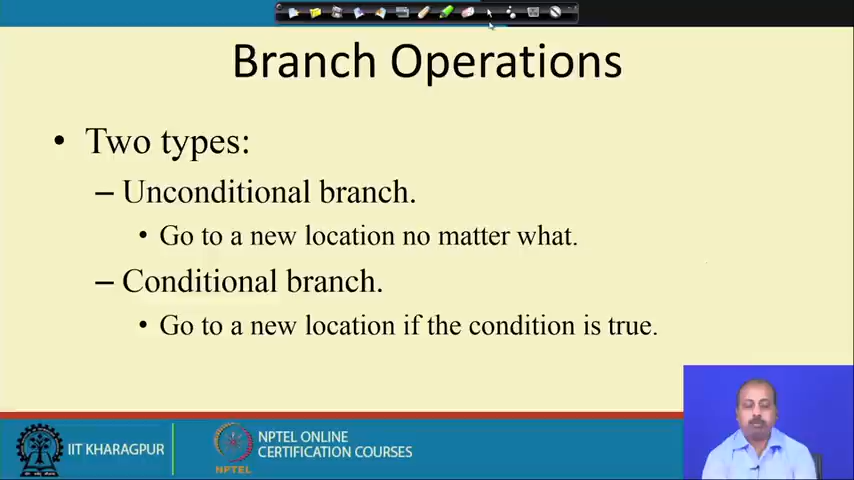 Branch Operations
• Two types:
– Unconditional branch.
• Go to a new location no matter what.
– Conditional branch.
• Go to a new location if the condition is true.
IIT KHARAGPUR
NPTEL
NPTEL ONLINE
CERTIFICATION COURSES